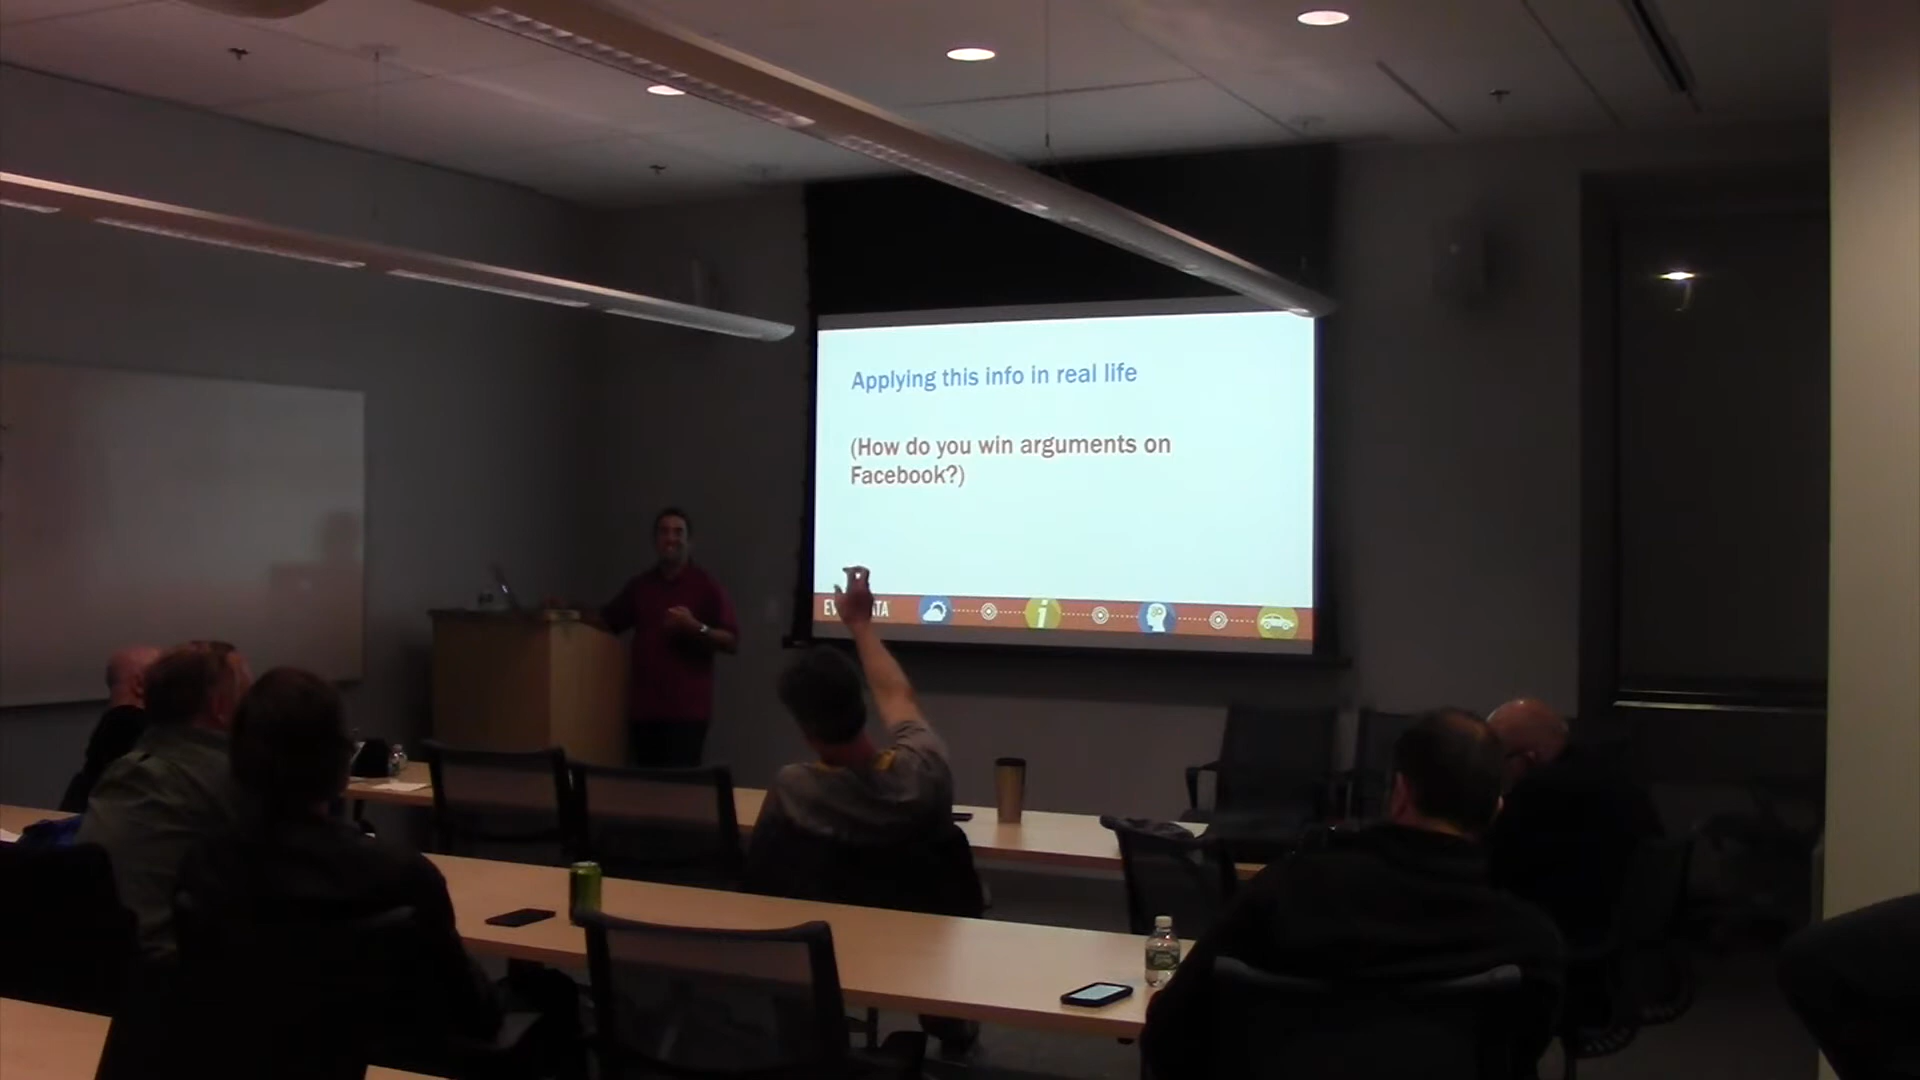 Applying this info in real life
(How do you win arguments on
Facebook?)